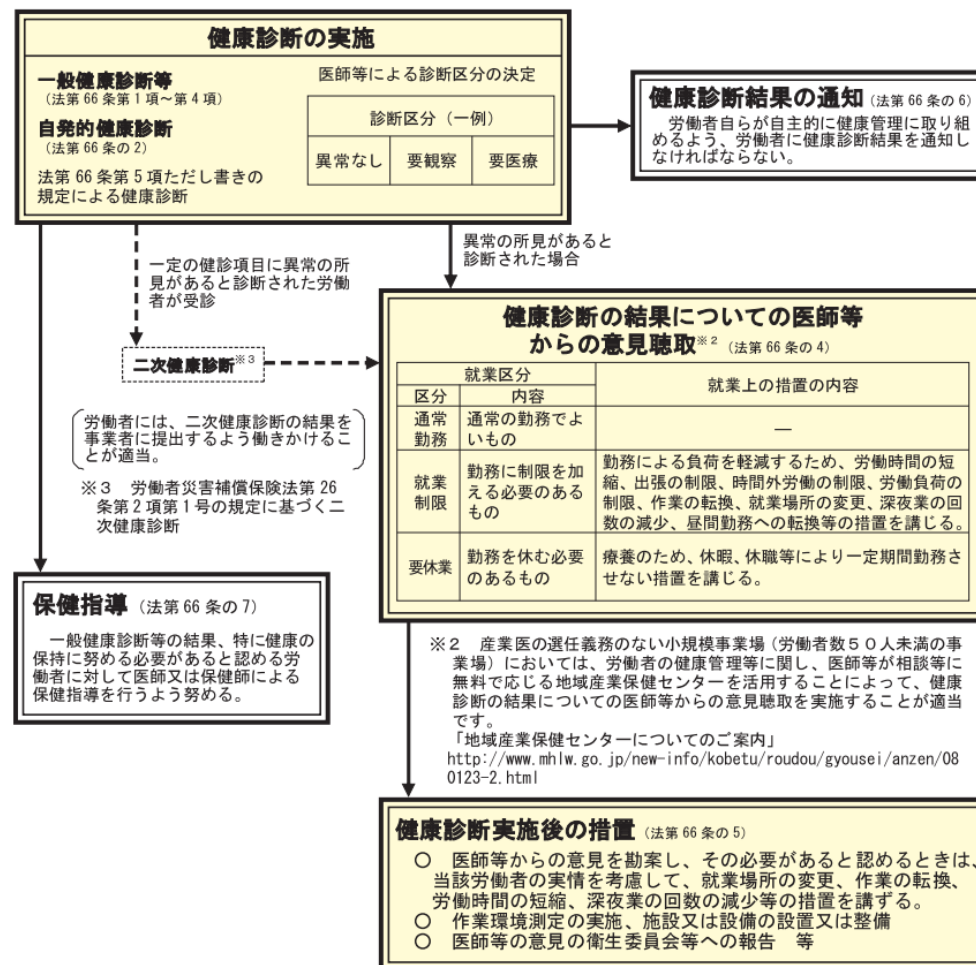 健康診断の実施
一般健康診断等
(法第66条第1項～第4項)
自発的健康診断
(法第66条の2)
法第66条第5項ただし書きの
規定による健康診断
医師等による診断区分の決定
診断区分（一例）
異常なし 要観察 要医療
健康診断結果の通知（法第66条の6）
労働者自らが自主的に健康管理に取り組
めるよう、労働者に健康診断結果を通知し
なければならない。
一定の健診項目に異常の所
見があると診断された労働
者が受診
異常の所見があると
診断された場合
二次健康診断※3
労働者には、二次健康診断の結果を
事業者に提出するよう働きかけるこ
とが適当。
※3 労働者災害補償保険法第26
条第2項第1号の規定に基づく二
次健康診断
健康診断の結果についての医師等
からの意見聴取※2（法第66条の4）
就業区分 就業上の措置の内容
区分 内容
通常
勤務
通常の勤務でよ
いもの
―
就業
制限
勤務に制限を加
える必要のある
もの
勤務による負荷を軽減するため、労働時間の短
縮、出張の制限、時間外労働の制限、労働負荷の
制限、作業の転換、就業場所の変更、深夜業の回
数の減少、昼間勤務への転換等の措置を講じる。
要休業
勤務を休む必要
のあるもの
療養のため、休暇、休職等により一定期間勤務さ
せない措置を講じる。
保健指導（法第66条の7）
一般健康診断等の結果、特に健康の
保持に努める必要があると認める労
働者に対して医師又は保健師による
保健指導を行うよう努める。
※2 産業医の選任義務のない小規模事業場（労働者数５０人未満の事
業場）においては、労働者の健康管理等に関し、医師等が相談等に
無料で応じる地域産業保健センターを活用することによって、健康
診断の結果についての医師等からの意見聴取を実施することが適当
です。
「地域産業保健センターについてのご案内」
http://www.mhlw.go.jp/new-info/kobetu/roudou/gyousei/anzen/08
0123-2.html
健康診断実施後の措置（法第66条の5）
○ 医師等からの意見を勘案し、その必要があると認めるときは、
当該労働者の実情を考慮して、就業場所の変更、作業の転換、
労働時間の短縮、深夜業の回数の減少等の措置を講ずる。
○ 作業環境測定の実施、施設又は設備の設置又は整備
○ 医師等の意見の衛生委員会等への報告 等